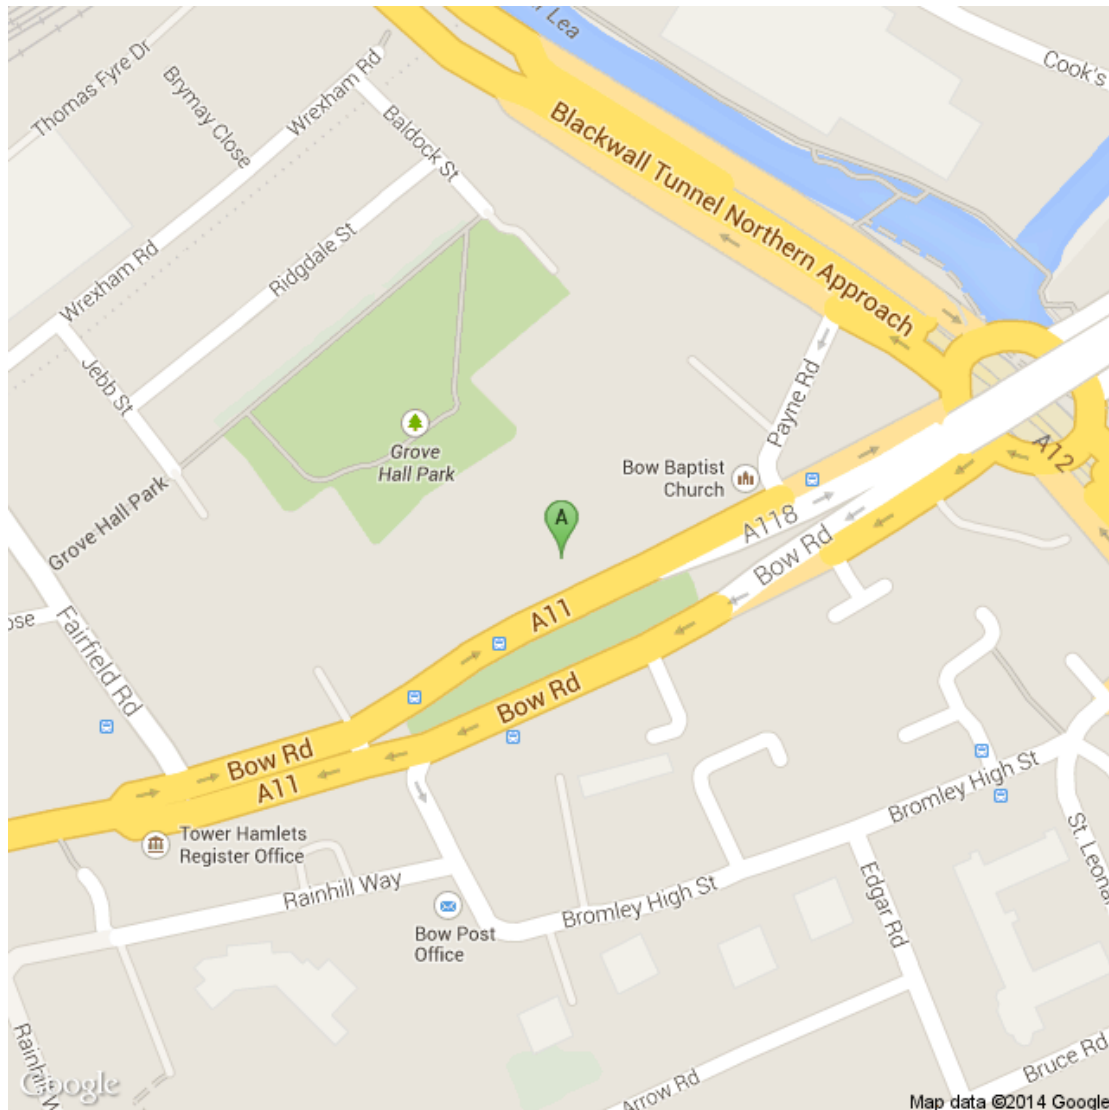 Lea
Cook's
Thomas Fyre Dr
Brymay Close
Wrexham Rd
Baldock St
Blackwall Tunnel Northern Approach
Ridgdale St
Wrexham Rd
Jebb St
Payne Rd
Grove
Hall Park
Bow Baptist
Church
A12
A118
A
Grove Hall Park
Bow Rd
A11
ose
Fairfield Rd
Bow Rd
Bow Rd
A11
Bromley High St
Tower Hamlets
Register Office
St. Leonar
Rainhill Way
Edgar Rd
Bromley High St
Bow Post
Office
Rainhill W
Bruce Rd
Arrow Rd
Google
Map data ©2014 Google